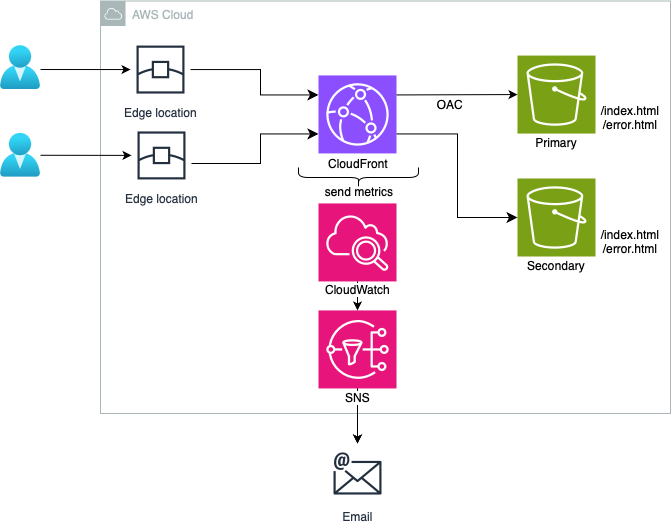 AWS Cloud
Edge location
OAC
/index.html
/error.html
Primary
CloudFront
Edge location
send metrics
/index.html
/error.html
Secondary
CloudWatch
SNS
@
Email